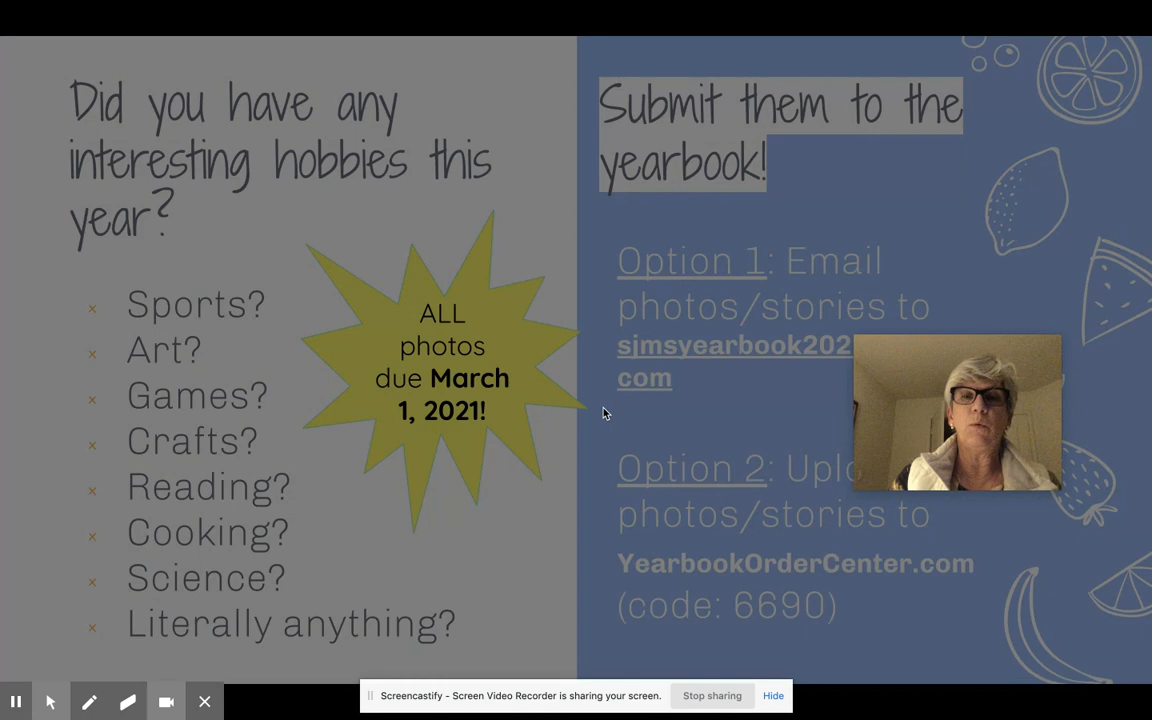 Did you have any
interesting hobbies this
year?
× Sports?
× Art?
× Games?
× Crafts?
× Reading?
× Cooking?
× Science?
× Literally anything?
ALL
photos
due March
1, 2021!
Submit them to the
yearbook!
Option 1: Email
photos/stories to
sjmsyearbook202
com
Option 2:
photos/stories to
YearbookOrderCenter.com
(code: 6690)
Screencastify - Screen Video Recorder is sharing your screen. Stop sharing Hide